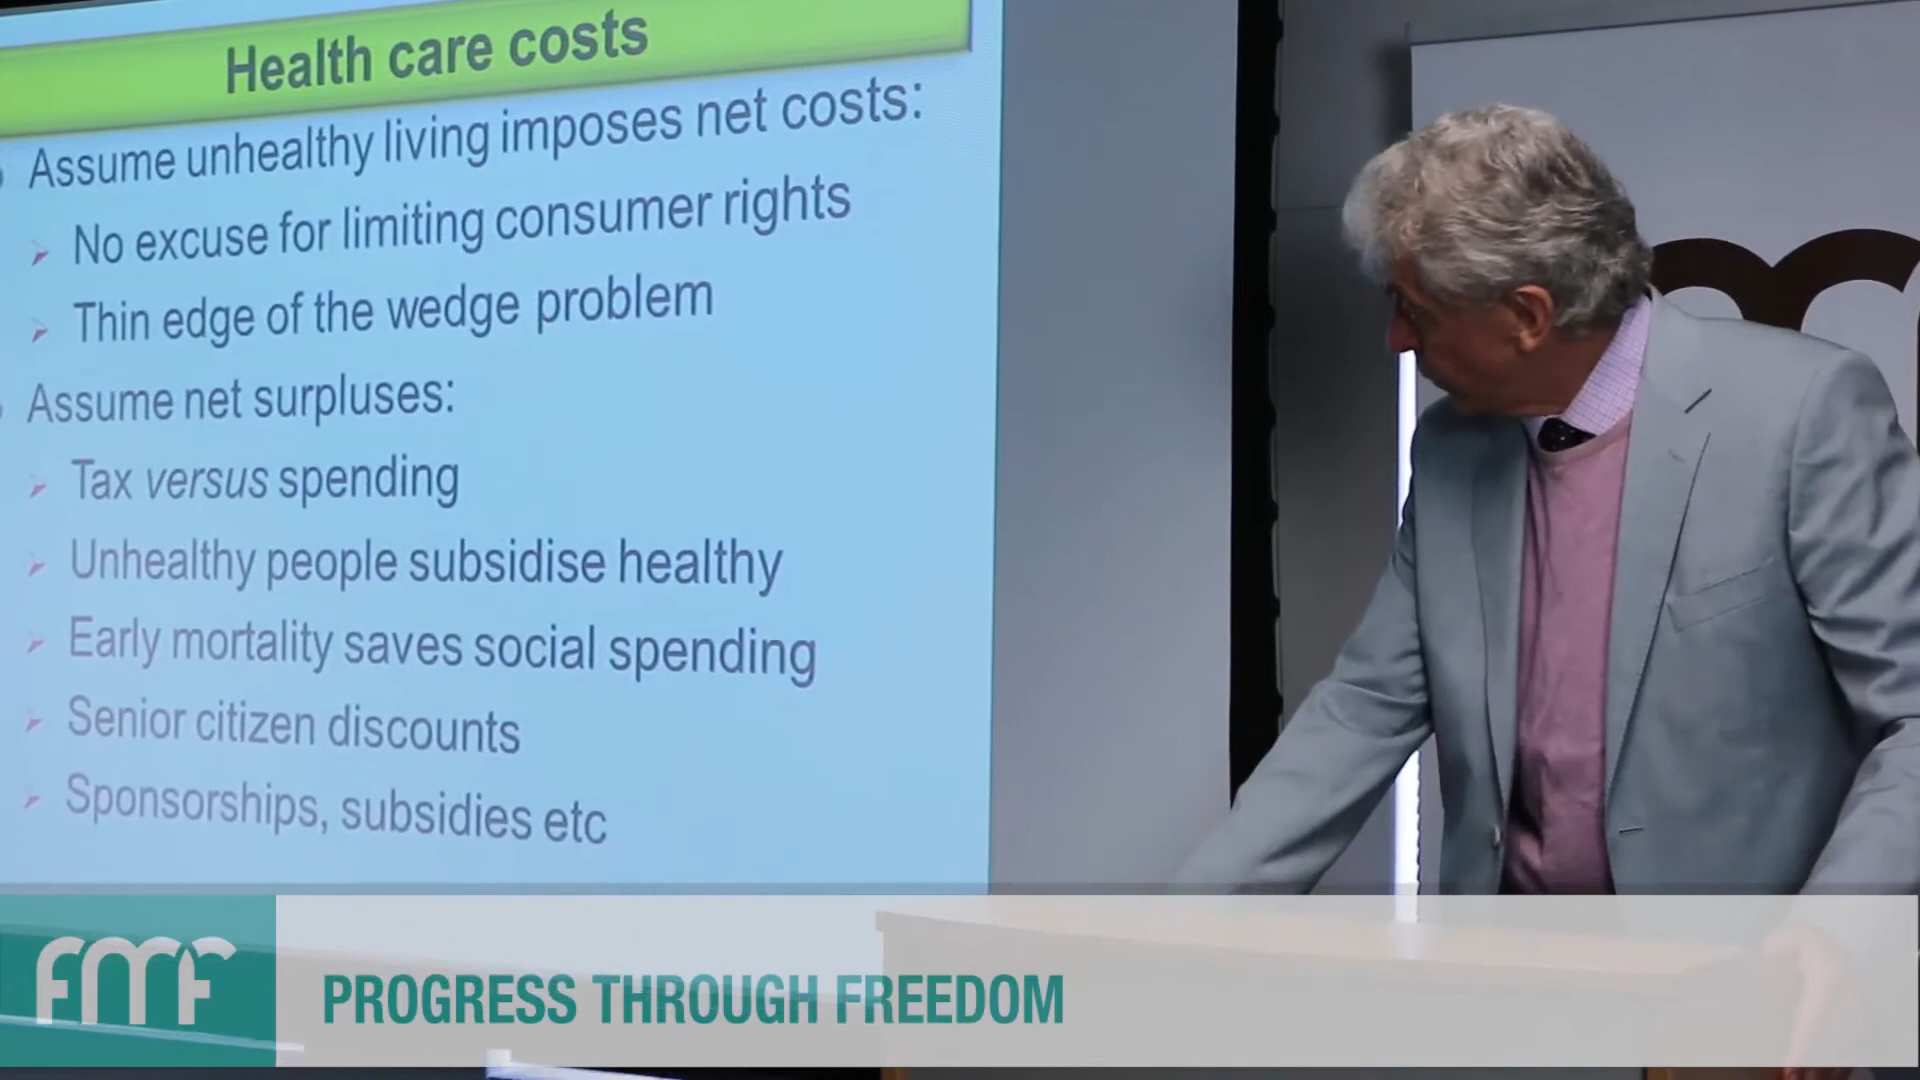 Health care costs
Assume unhealthy living imposes net costs:
No excuse for limiting consumer rights
Thin edge of the wedge problem
Assume net surpluses:
Tax versus spending
Unhealthy people subsidise healthy
Early mortality saves social spending
Senior citizen discounts
Sponsorships, subsidies etc
FMF
PROGRESS THROUGH FREEDOM